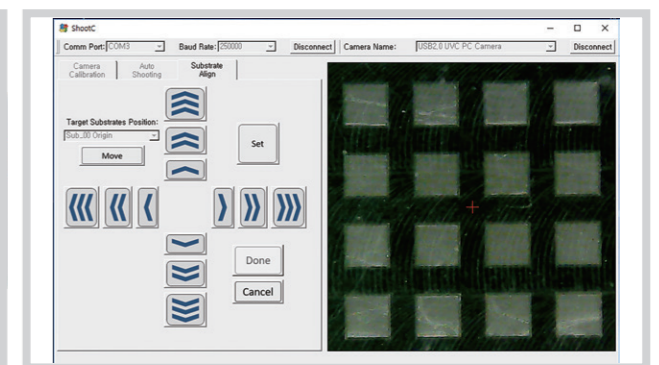 ShootC
Comm Port: COM3 Baud Rate: 250000 Disconnect Camera Name: USB2.0 UVC PC Camera Disconnect
Camera Calibration
Auto Shooting
Substrate Align
Target Substrates Position:
Sub_00 Origin
Move
Set
Done
Cancel